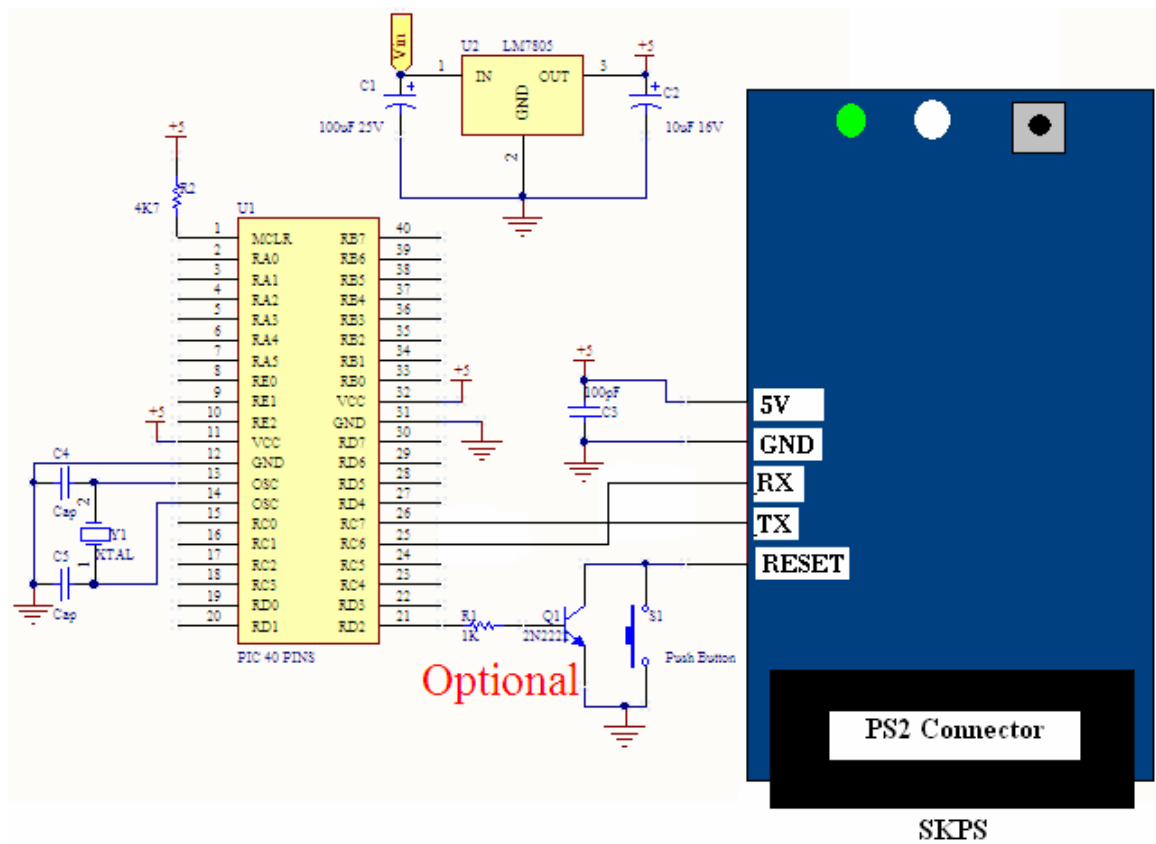 Vin
U2 LM7805
1 IN OUT 3
GND
2
+5
C1
100uF 25V
C2
10uF 16V
+5
R2
4K7
U1
1 MCLR RB7 40
2 RA0 RB6 39
3 RA1 RB5 38
4 RA2 RB4 37
5 RA3 RB3 36
6 RA4 RB2 35
7 RA5 RB1 34
8 RE0 RB0 33
9 RE1 VCC 32
10 RE2 GND 31
11 VCC RD7 30
12 GND RD6 29
13 OSC RD5 28
14 OSC RD4 27
15 RC0 RC7 26
16 RC1 RC6 25
17 RC2 RC5 24
18 RC3 RC4 23
19 RD0 RD3 22
20 RD1 RD2 21
PIC 40 PINS
+5
+5
C4
Cap
2
Y1
XTAL
1
C5
Cap
+5
100pF
C3
R1
1K
Q1
2N2222
S1
Push Button
Optional
5V
GND
RX
TX
RESET
PS2 Connector
SKPS